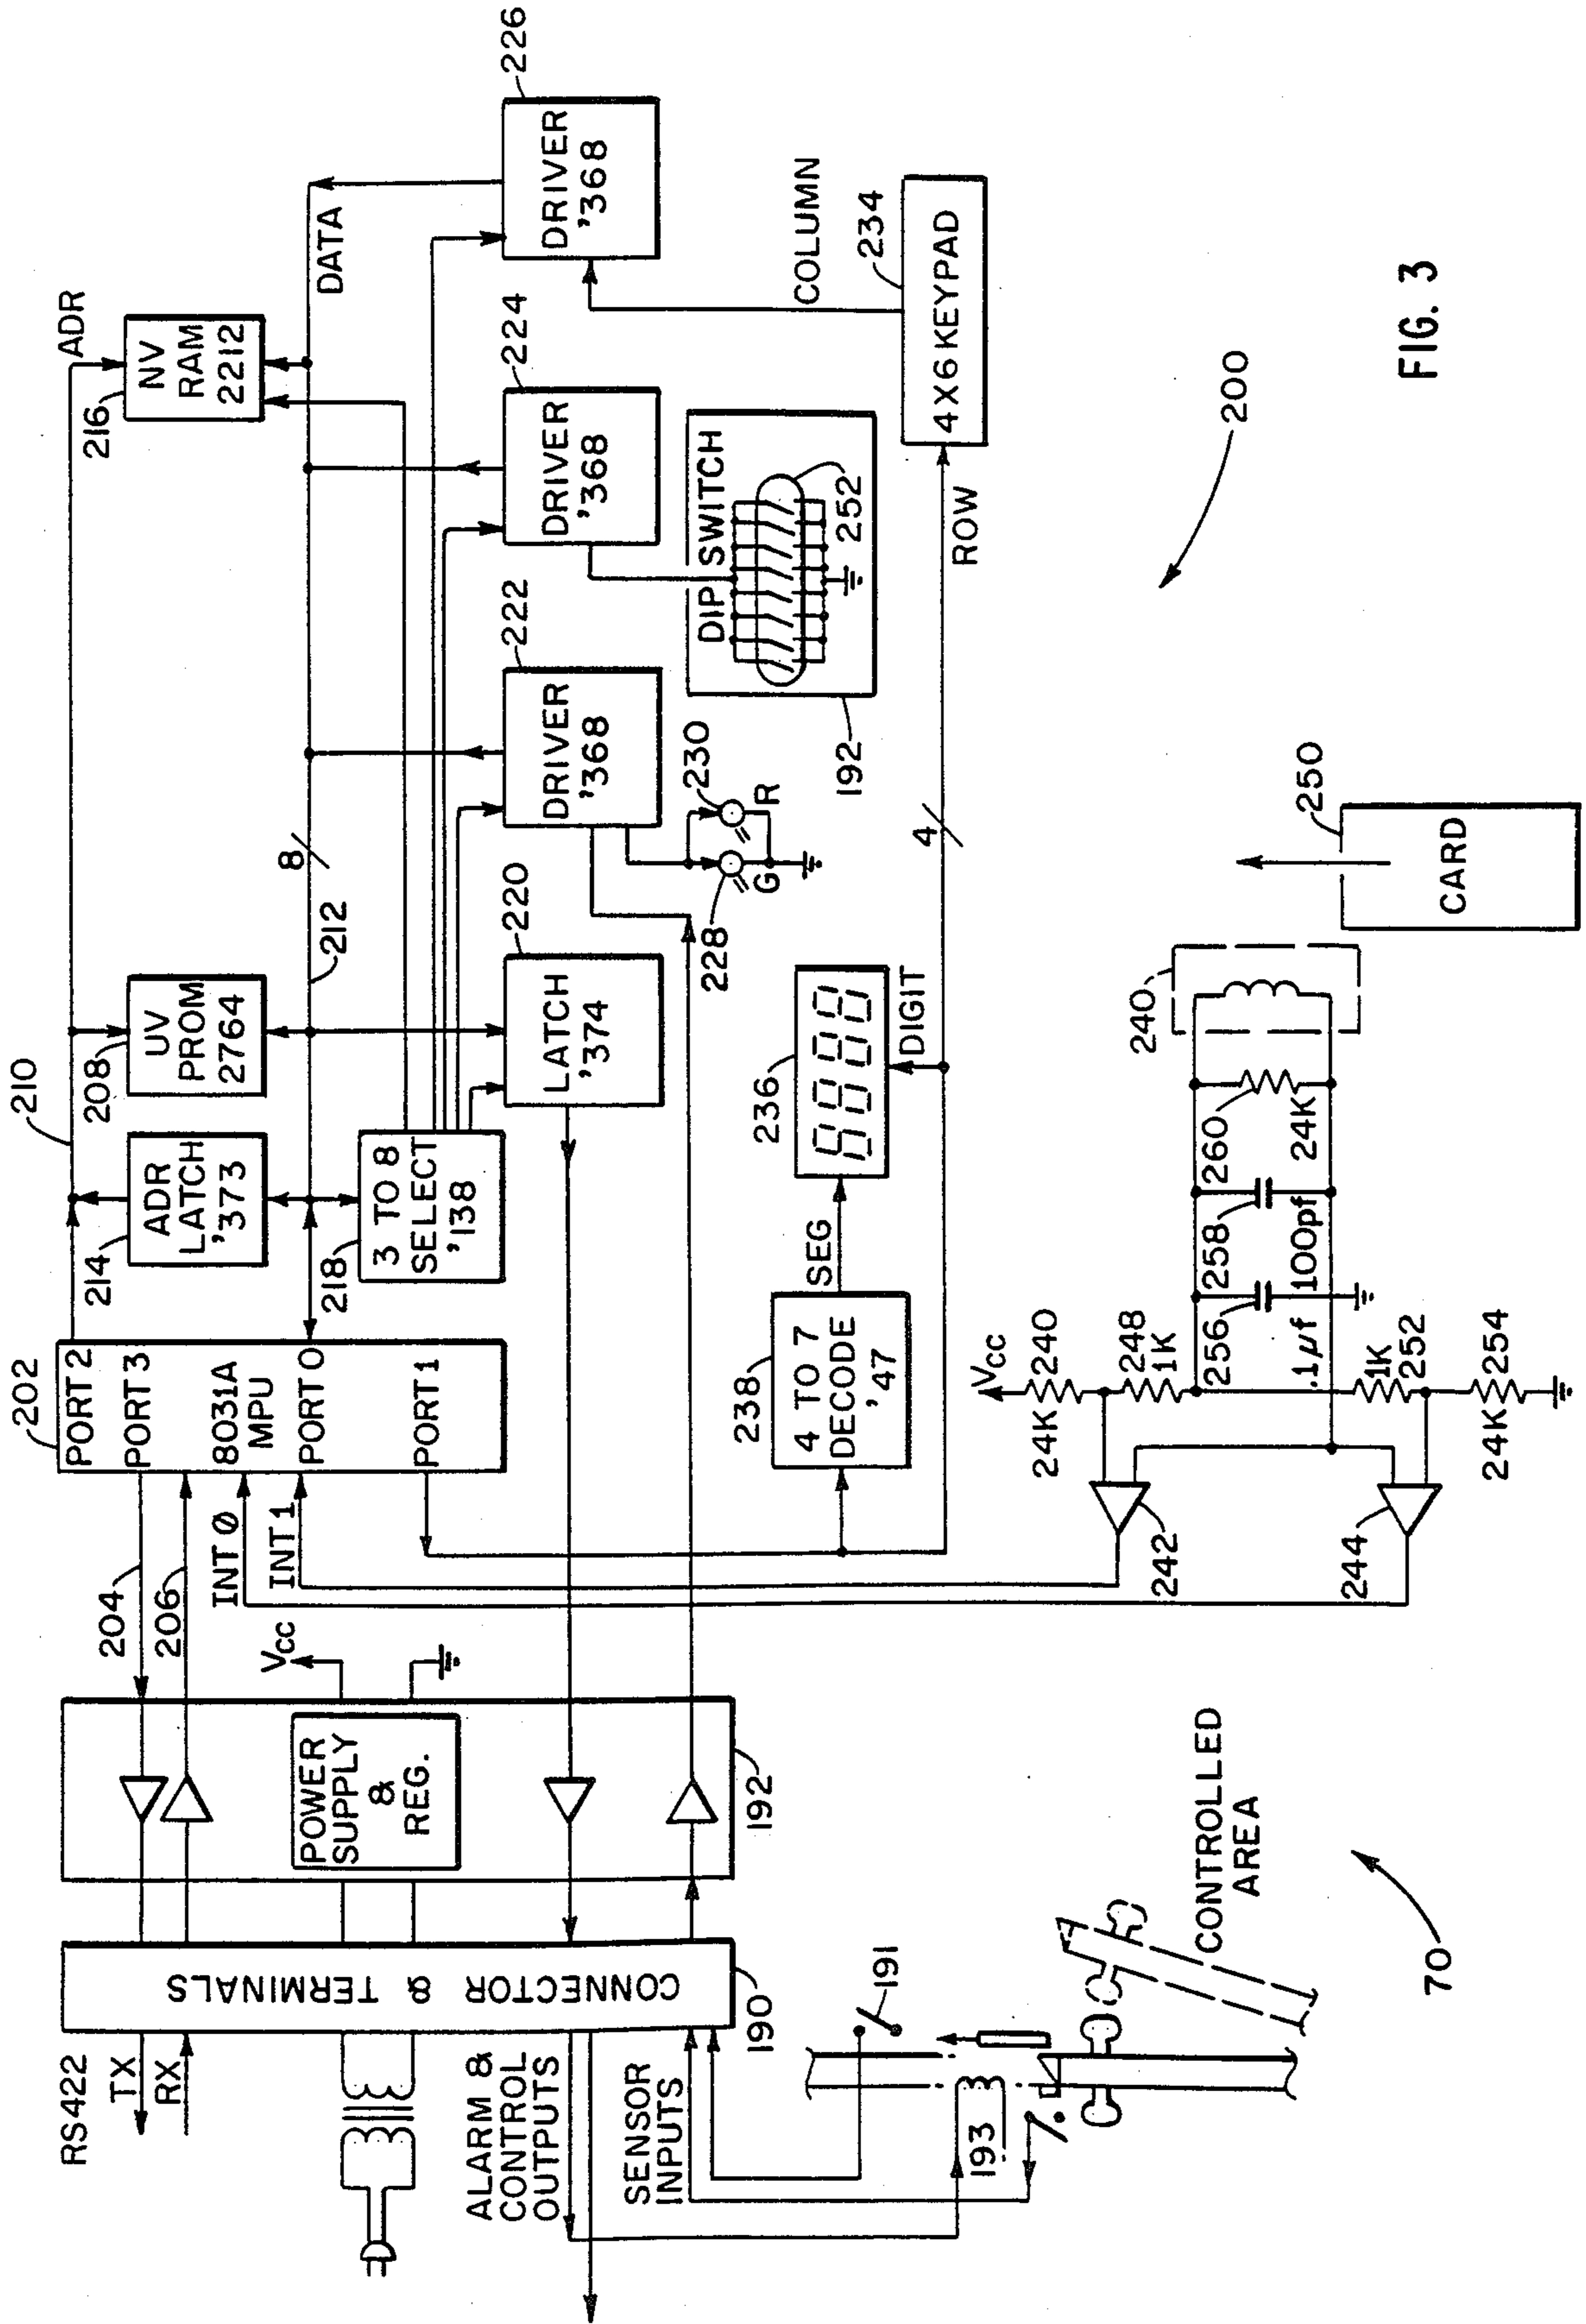 RS422
TX
RX
ALARM &
CONTROL
OUTPUTS
SENSOR
INPUTS
193
191
CONNECTOR & TERMINALS
190
CONTROLLED
AREA
70
204
206
POWER
SUPPLY
&
REG.
192
Vcc
INT Ø
INT 1
202
PORT 2
PORT 3
8031A
MPU
PORT 0
PORT 1
210
214
ADR
LATCH
'373
208
UV
PROM
2764
216
NV
RAM
2212
ADR
DATA
8
212
218
3 TO 8
SELECT
'138
220
LATCH
'374
222
DRIVER
'368
224
DRIVER
'368
226
DRIVER
'368
228
G
230
R
DIP SWITCH
252
192
COLUMN
234
4X6 KEYPAD
ROW
4
236
DIGIT
SEG
238
4 TO 7
DECODE
'47
Vcc
24K
240
248
1K
256
.1µf
258
100pf
260
24K
240
1K
252
24K
254
242
244
250
CARD
200
FIG. 3